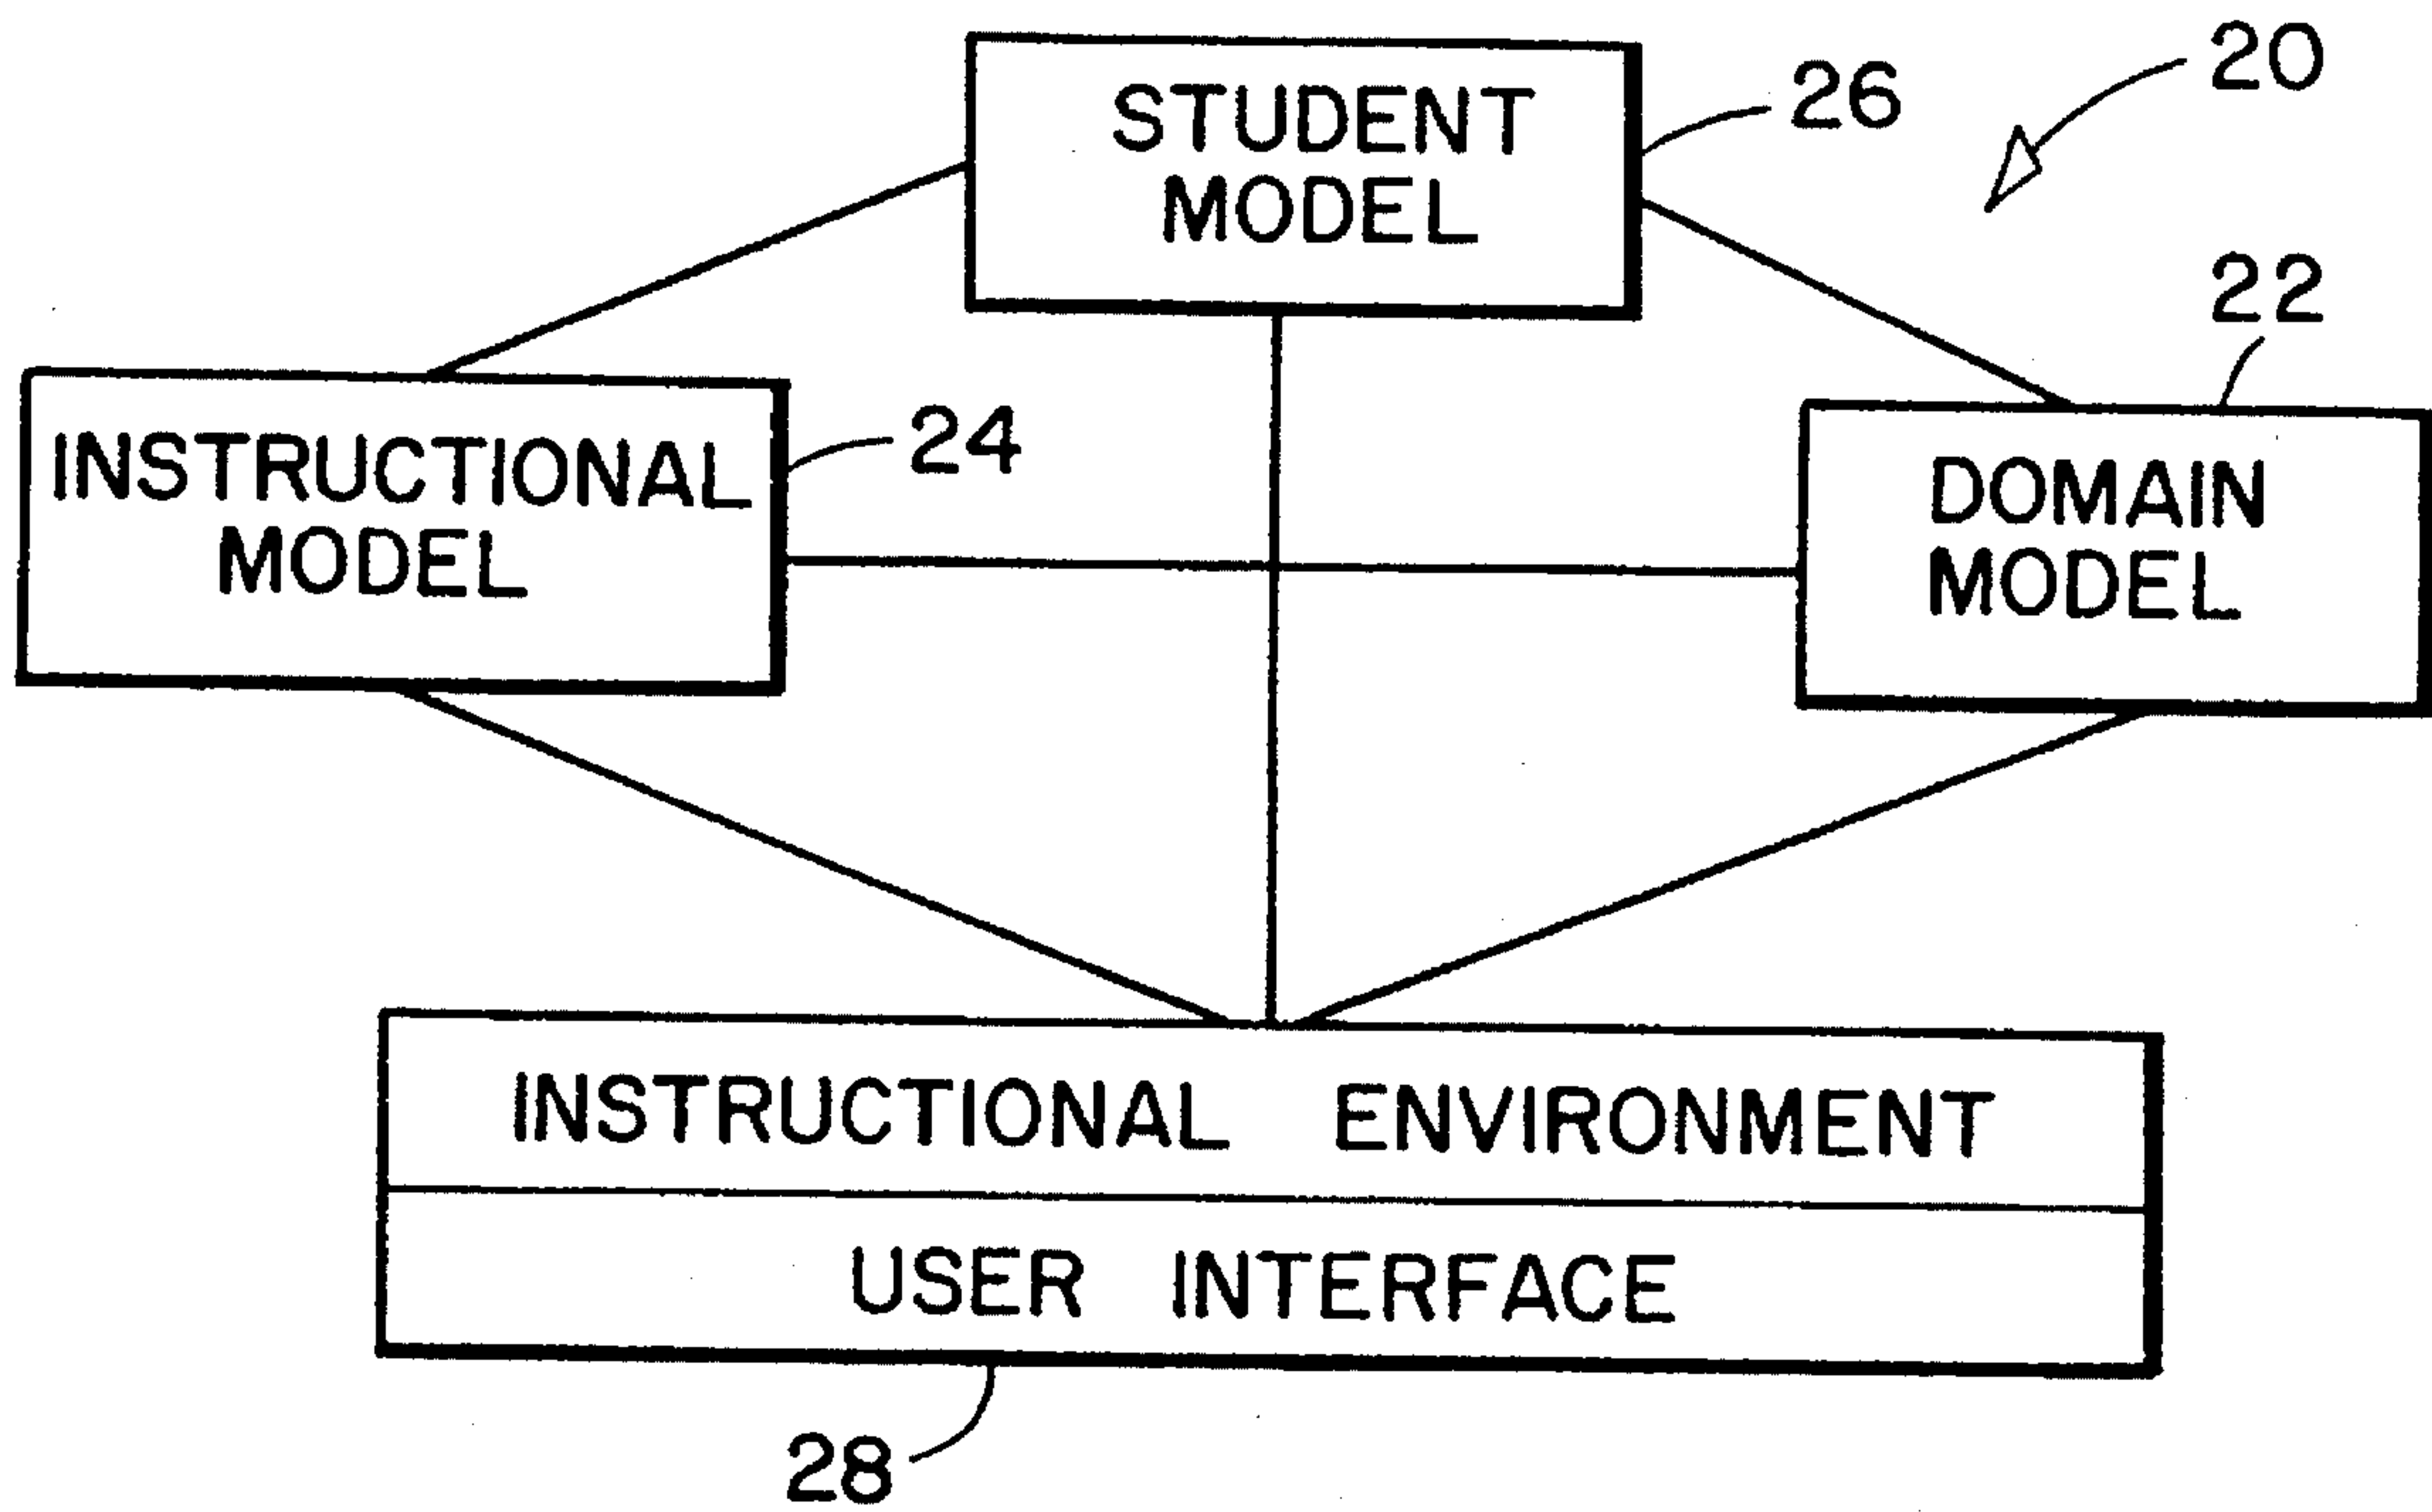 20
26
STUDENT
MODEL
22
24
INSTRUCTIONAL
MODEL
DOMAIN
MODEL
INSTRUCTIONAL ENVIRONMENT
USER INTERFACE
28